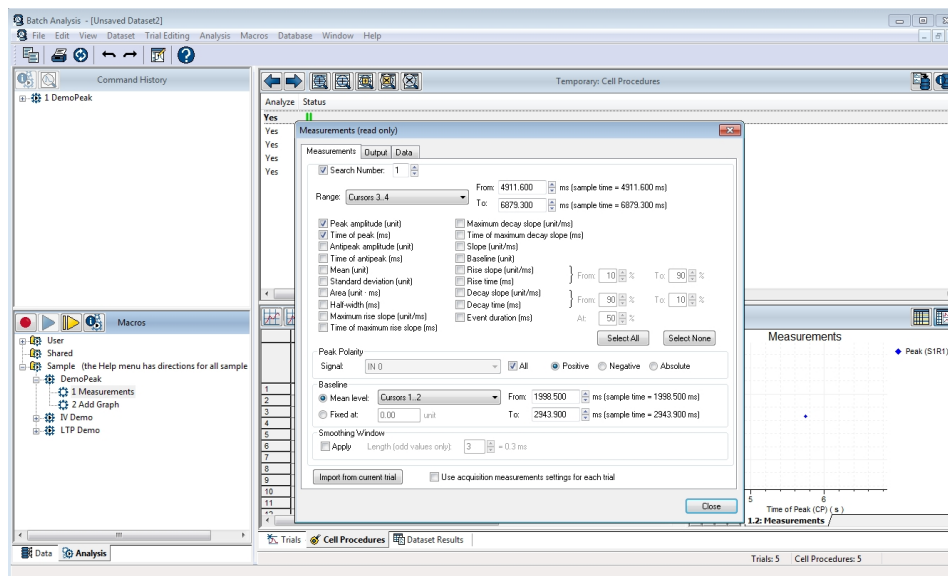 Batch Analysis - [Unsaved Dataset2]
File Edit View Dataset Trial Editing Analysis Macros Database Window Help
Command History
1 DemoPeak
Temporary: Cell Procedures
Analyze Status
Yes
Yes
Yes
Yes
Yes
Measurements (read only)
Measurements Output Data
Search Number: 1
Range: Cursors 3..4
From: 4911.600 ms (sample time = 4911.600 ms)
To: 6879.300 ms (sample time = 6879.300 ms)
Peak amplitude (unit)
Time of peak (ms)
Antipeak amplitude (unit)
Time of antipeak (ms)
Mean (unit)
Standard deviation (unit)
Area (unit · ms)
Half-width (ms)
Maximum rise slope (unit/ms)
Time of maximum rise slope (ms)
Maximum decay slope (unit/ms)
Time of maximum decay slope (ms)
Slope (unit/ms)
Baseline (unit)
Rise slope (unit/ms)
Rise time (ms)
From: 10 % To: 90 %
Decay slope (unit/ms)
Decay time (ms)
From: 90 % To: 10 %
Event duration (ms)
At: 50 %
Select All Select None
Peak Polarity
Signal: IN 0 All Positive Negative Absolute
Baseline
Mean level: Cursors 1..2 From: 1998.500 ms (sample time = 1998.500 ms)
Fixed at: 0.00 unit To: 2943.900 ms (sample time = 2943.900 ms)
Smoothing Window
Apply Length (odd values only): 3 = 0.3 ms
Import from current trial Use acquisition measurements settings for each trial
Close
Macros
User
Shared
Sample (the Help menu has directions for all sample
DemoPeak
1 Measurements
2 Add Graph
IV Demo
LTP Demo
1
2
3
4
5
6
7
8
9
10
11
Measurements
Peak (S1R1)
5 6
Time of Peak (CP) ( s )
1.2: Measurements
Trials Cell Procedures Dataset Results
Data Analysis
Trials: 5 Cell Procedures: 5